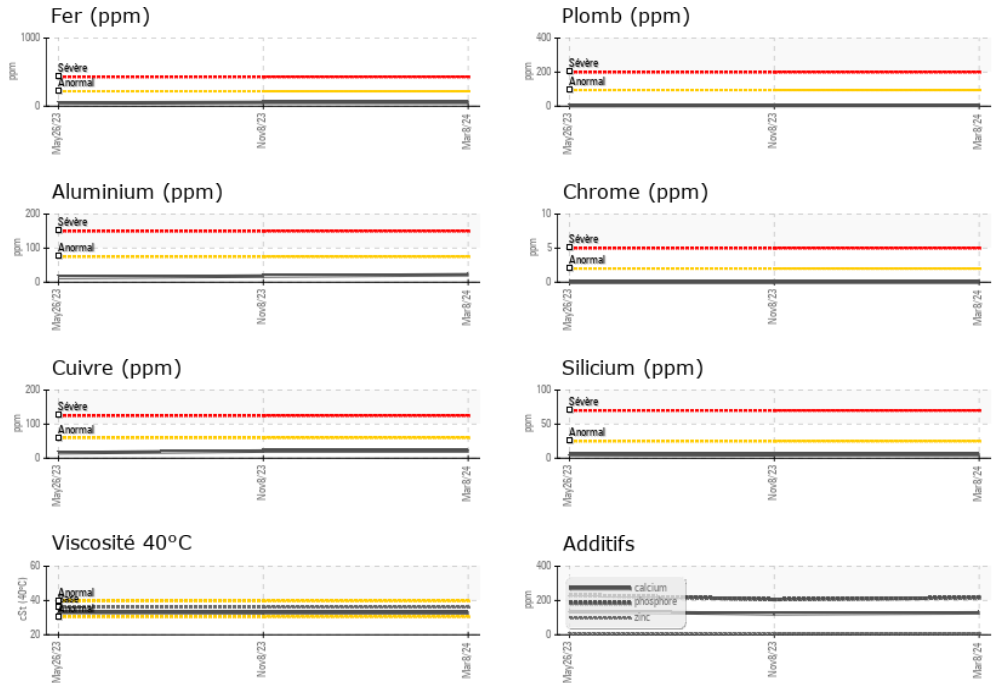 Fer (ppm)
ppm
1000
0
Sévère
Anormal
May26/23
Nov8/23
Mar8/24
Plomb (ppm)
ppm
400
200
0
Sévère
Anormal
May26/23
Nov8/23
Mar8/24
Aluminium (ppm)
ppm
200
100
0
Sévère
Anormal
May26/23
Nov8/23
Mar8/24
Chrome (ppm)
ppm
10
5
0
Sévère
Anormal
May26/23
Nov8/23
Mar8/24
Cuivre (ppm)
ppm
200
100
0
Sévère
Anormal
May26/23
Nov8/23
Mar8/24
Silicium (ppm)
ppm
100
50
0
Sévère
Anormal
May26/23
Nov8/23
Mar8/24
Viscosité 40°C
cSt (40°C)
60
40
20
Anormal
Base
Anormal
May26/23
Nov8/23
Mar8/24
Additifs
ppm
400
200
0
calcium
phosphore
zinc
May26/23
Nov8/23
Mar8/24